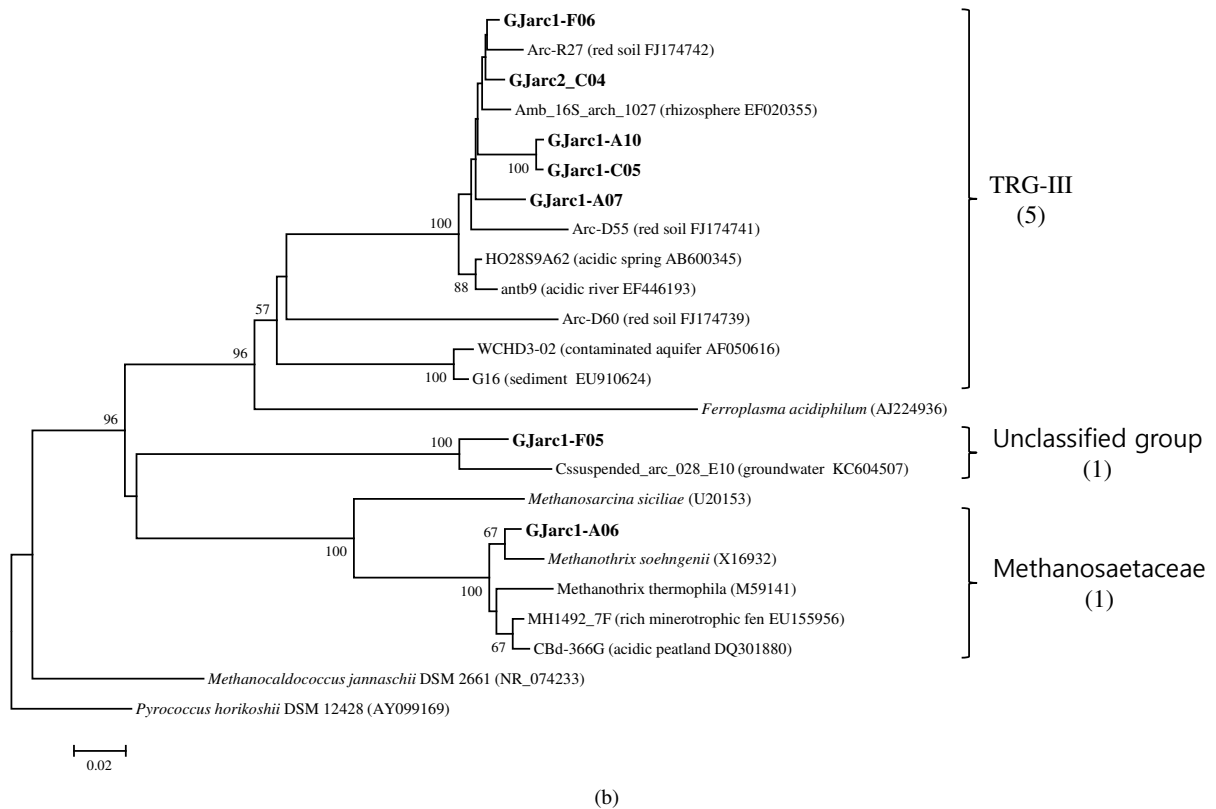 GJarc1-F06
Arc-R27 (red soil FJ174742)
GJarc2_C04
Amb_16S_arch_1027 (rhizosphere EF020355)
GJarc1-A10
100
GJarc1-C05
GJarc1-A07
100
Arc-D55 (red soil FJ174741)
HO28S9A62 (acidic spring AB600345)
88
antb9 (acidic river EF446193)
57
Arc-D60 (red soil FJ174739)
96
WCHD3-02 (contaminated aquifer AF050616)
100
G16 (sediment  EU910624)
TRG-III
(5)
Ferroplasma acidiphilum (AJ224936)
96
100
GJarc1-F05
Cssuspended_arc_028_E10 (groundwater  KC604507)
Unclassified group
(1)
Methanosarcina siciliae (U20153)
100
67
GJarc1-A06
Methanothrix soehngenii (X16932)
100
Methanothrix thermophila (M59141)
MH1492_7F (rich minerotrophic fen EU155956)
67
CBd-366G (acidic peatland DQ301880)
Methanosaetaceae
(1)
Methanocaldococcus jannaschii DSM 2661 (NR_074233)
Pyrococcus horikoshii DSM 12428 (AY099169)
0.02
(b)